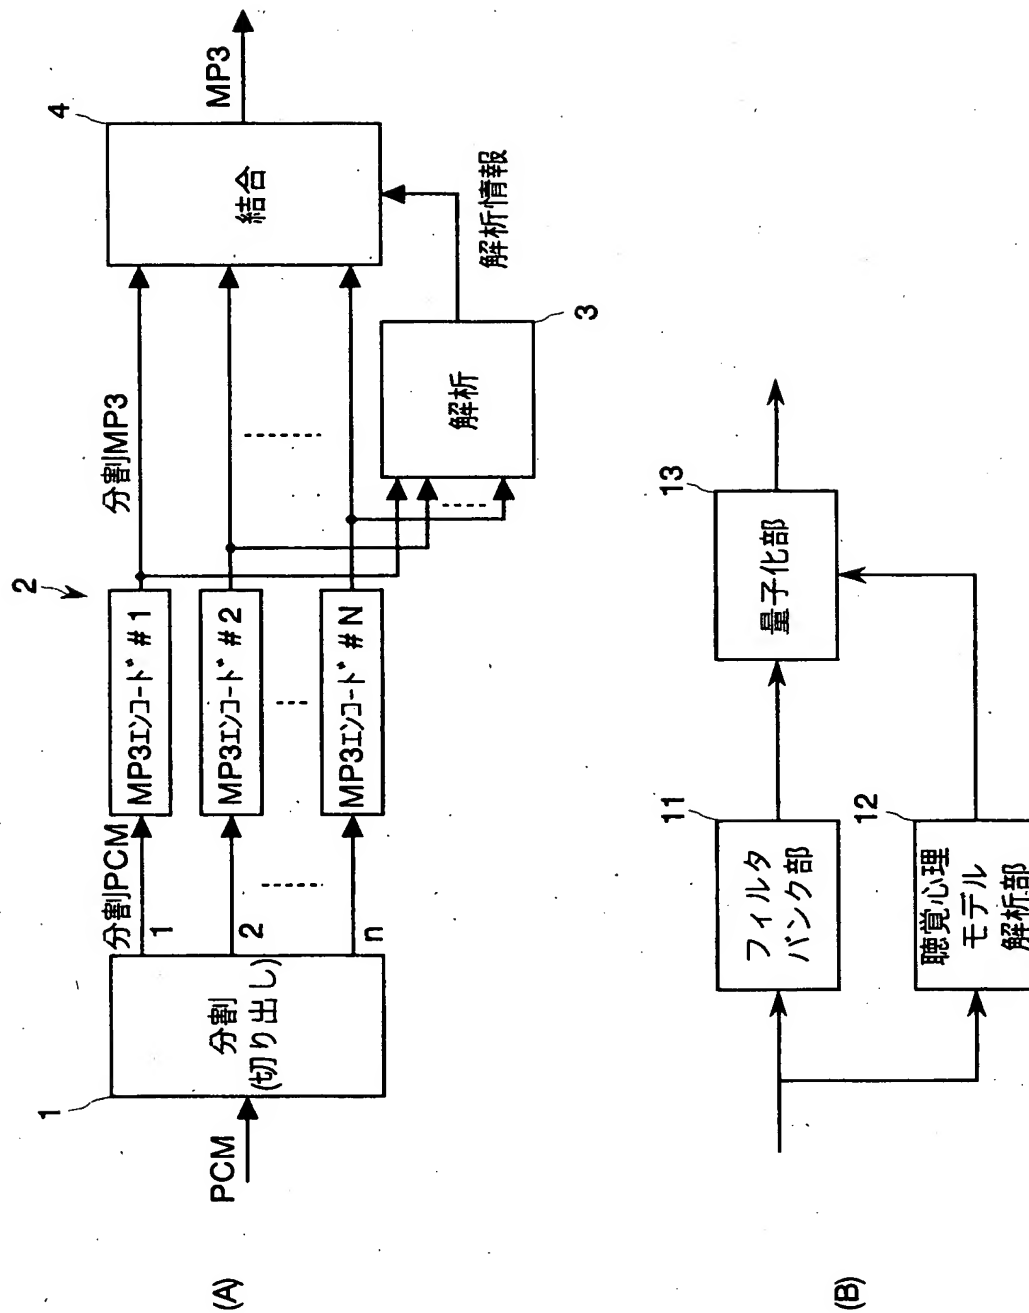 (A)
PCM
1
分割
(切り出し)
分割PCM
1
2
n
2
MP3ｴﾝｺｰﾄﾞ #1
MP3ｴﾝｺｰﾄﾞ #2
MP3ｴﾝｺｰﾄﾞ #N
分割MP3
解析
3
解析情報
4
結合
MP3
(B)
11
フィルタ
バンク部
12
聴覚心理
モデル
解析部
13
量子化部